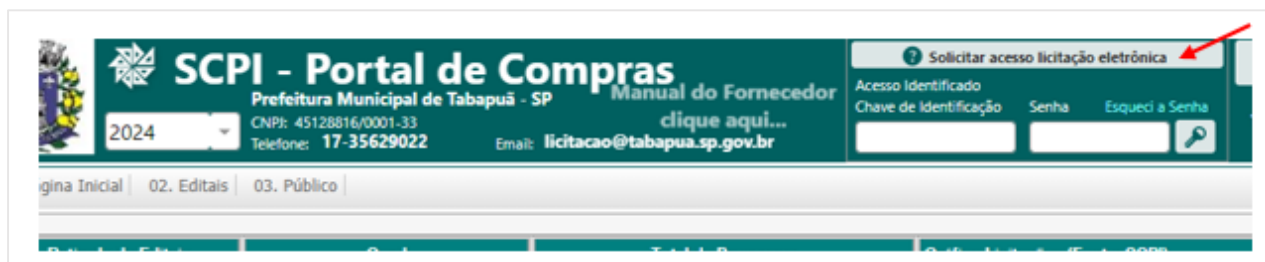 SCPI - Portal de Compras
Prefeitura Municipal de Tabapuã - SP
Manual do Fornecedor
clique aqui...
2024
CNPJ: 45128816/0001-33
Telefone: 17-35629022
Email: licitacao@tabapua.sp.gov.br
? Solicitar acesso licitação eletrônica
Acesso Identificado
Chave de Identificação Senha Esqueci a Senha
Inicial 02. Editais 03. Público